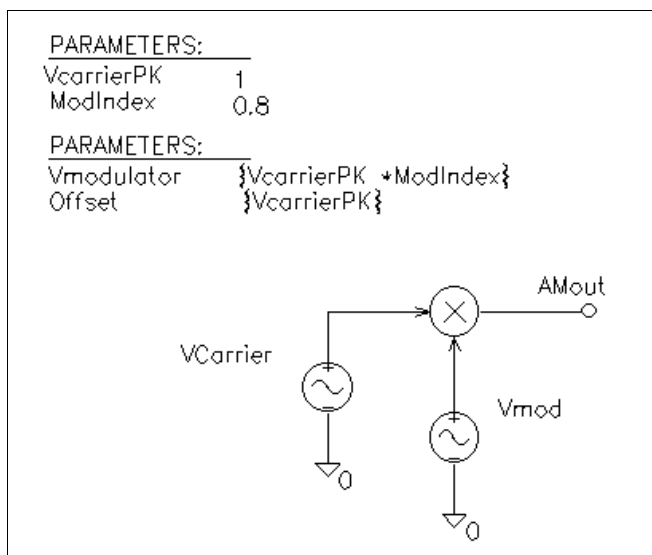 PARAMETERS:
VcarrierPK 1
ModIndex 0.8
PARAMETERS:
Vmodulator {VcarrierPK *ModIndex}
Offset {VcarrierPK}
AMout
VCarrier
Vmod
0
0